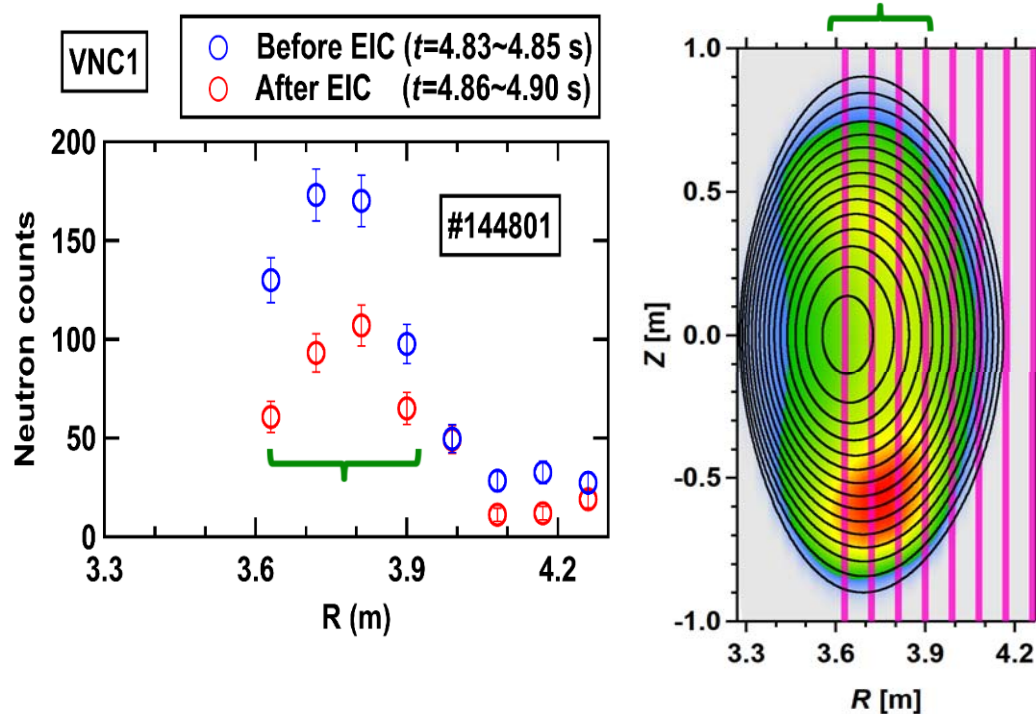 VNC1
Before EIC (t=4.83~4.85 s)
After EIC (t=4.86~4.90 s)
#144801
Neutron counts
200
150
100
50
0
3.3
3.6
3.9
4.2
R (m)
Z [m]
1.0
0.5
0.0
-0.5
-1.0
3.3
3.6
3.9
4.2
R [m]